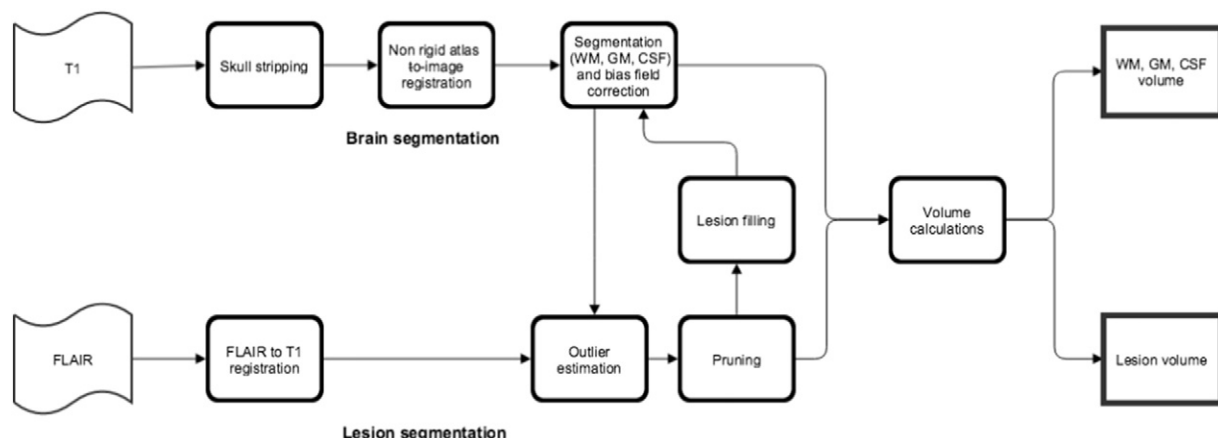 T1
Skull stripping
Non rigid atlas
to-image
registration
Segmentation
(WM, GM, CSF)
and bias field
correction
WM, GM, CSF
volume
Brain segmentation
Lesion filling
Volume
calculations
FLAIR
FLAIR to T1
registration
Outlier
estimation
Pruning
Lesion volume
Lesion segmentation